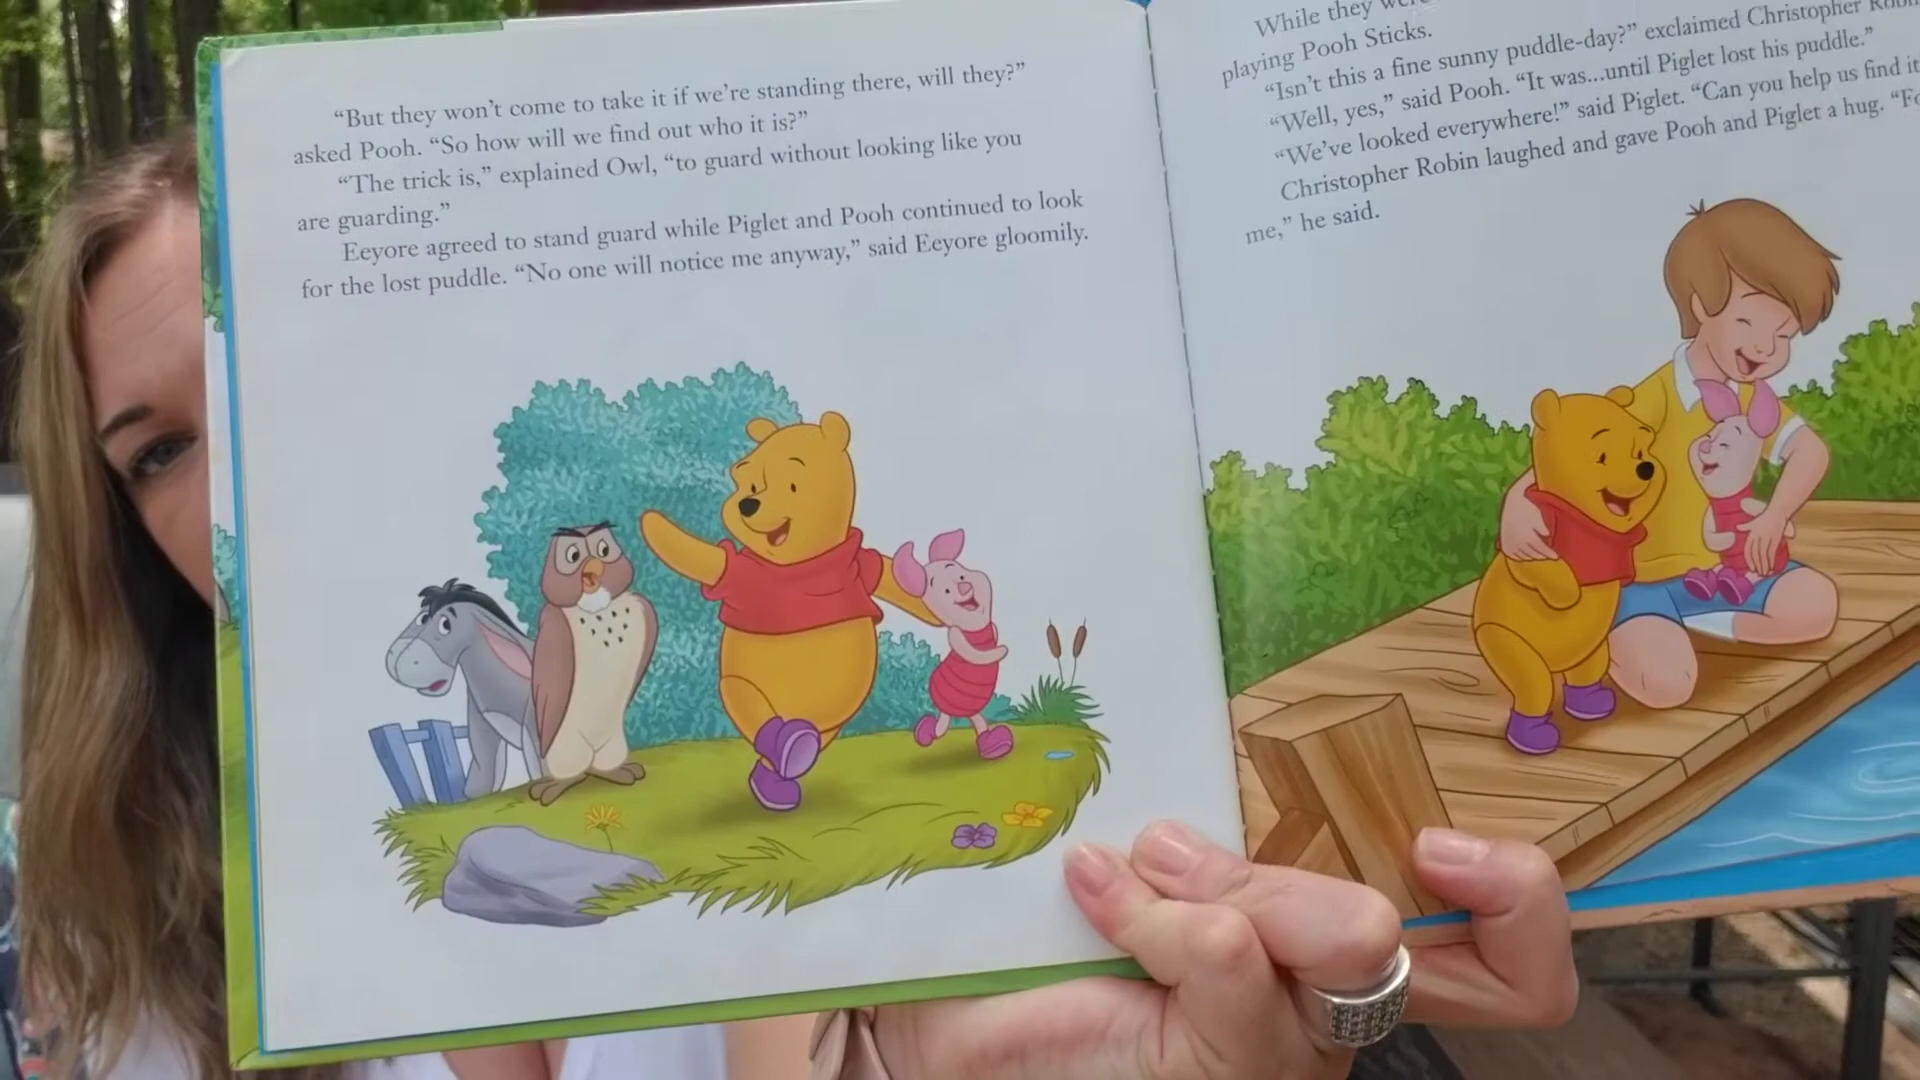 “But they won’t come to take it if we’re standing there, will they?”
asked Pooh. “So how will we find out who it is?”
“The trick is,” explained Owl, “to guard without looking like you
are guarding.”
Eeyore agreed to stand guard while Piglet and Pooh continued to look
for the lost puddle. “No one will notice me anyway,” said Eeyore gloomily.
While they were
playing Pooh Sticks.
“Isn’t this a fine sunny puddle-day?” exclaimed Christopher
“Well, yes,” said Pooh. “It was...until Piglet lost his puddle.”
“We’ve looked everywhere!” said Piglet. “Can you help us find it
Christopher Robin laughed and gave Pooh and Piglet a hug.
me,” he said.